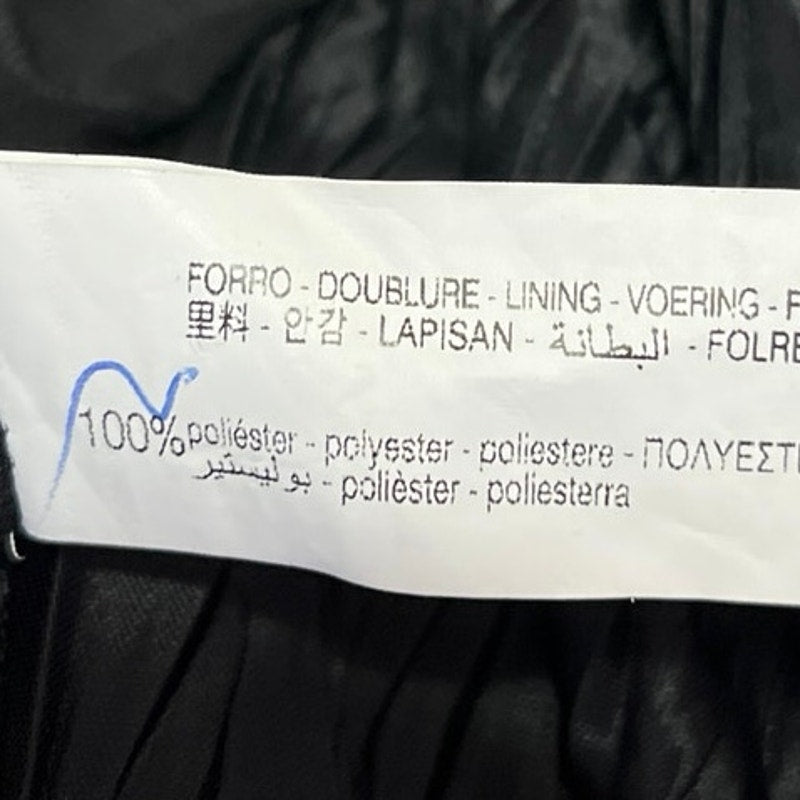 FORRO - DOUBLURE - LINING - VOERING - F
里料 - 안감 - LAPISAN - البطانة - FOLRE
100% poliéster - polyester - poliestere - ΠΟΛΥΕΣΤ
بوليستير - polièster - poliesterra